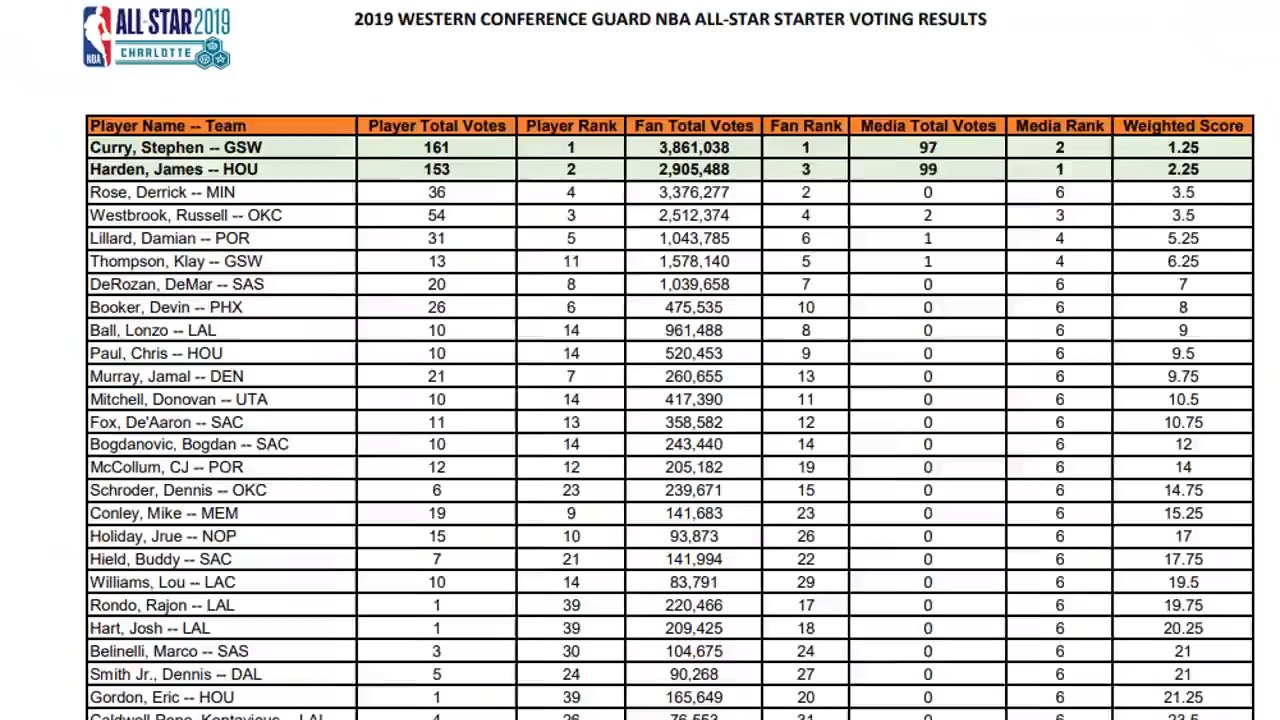 ALL-STAR 2019
NBA
CHARLOTTE
2019 WESTERN CONFERENCE GUARD NBA ALL-STAR STARTER VOTING RESULTS
Player Name -- Team Player Total Votes Player Rank Fan Total Votes Fan Rank Media Total Votes Media Rank Weighted Score
Curry, Stephen -- GSW 161 1 3,861,038 1 97 2 1.25
Harden, James -- HOU 153 2 2,905,488 3 99 1 2.25
Rose, Derrick -- MIN 36 4 3,376,277 2 0 6 3.5
Westbrook, Russell -- OKC 54 3 2,512,374 4 2 3 3.5
Lillard, Damian -- POR 31 5 1,043,785 6 1 4 5.25
Thompson, Klay -- GSW 13 11 1,578,140 5 1 4 6.25
DeRozan, DeMar -- SAS 20 8 1,039,658 7 0 6 7
Booker, Devin -- PHX 26 6 475,535 10 0 6 8
Ball, Lonzo -- LAL 10 14 961,488 8 0 6 9
Paul, Chris -- HOU 10 14 520,453 9 0 6 9.5
Murray, Jamal -- DEN 21 7 260,655 13 0 6 9.75
Mitchell, Donovan -- UTA 10 14 417,390 11 0 6 10.5
Fox, De'Aaron -- SAC 11 13 358,582 12 0 6 10.75
Bogdanovic, Bogdan -- SAC 10 14 243,440 14 0 6 12
McCollum, CJ -- POR 12 12 205,182 19 0 6 14
Schroder, Dennis -- OKC 6 23 239,671 15 0 6 14.75
Conley, Mike -- MEM 19 9 141,683 23 0 6 15.25
Holiday, Jrue -- NOP 15 10 93,873 26 0 6 17
Hield, Buddy -- SAC 7 21 141,994 22 0 6 17.75
Williams, Lou -- LAC 10 14 83,791 29 0 6 19.5
Rondo, Rajon -- LAL 1 39 220,466 17 0 6 19.75
Hart, Josh -- LAL 1 39 209,425 18 0 6 20.25
Belinelli, Marco -- SAS 3 30 104,675 24 0 6 21
Smith Jr., Dennis -- DAL 5 24 90,268 27 0 6 21
Gordon, Eric -- HOU 1 39 165,649 20 0 6 21.25